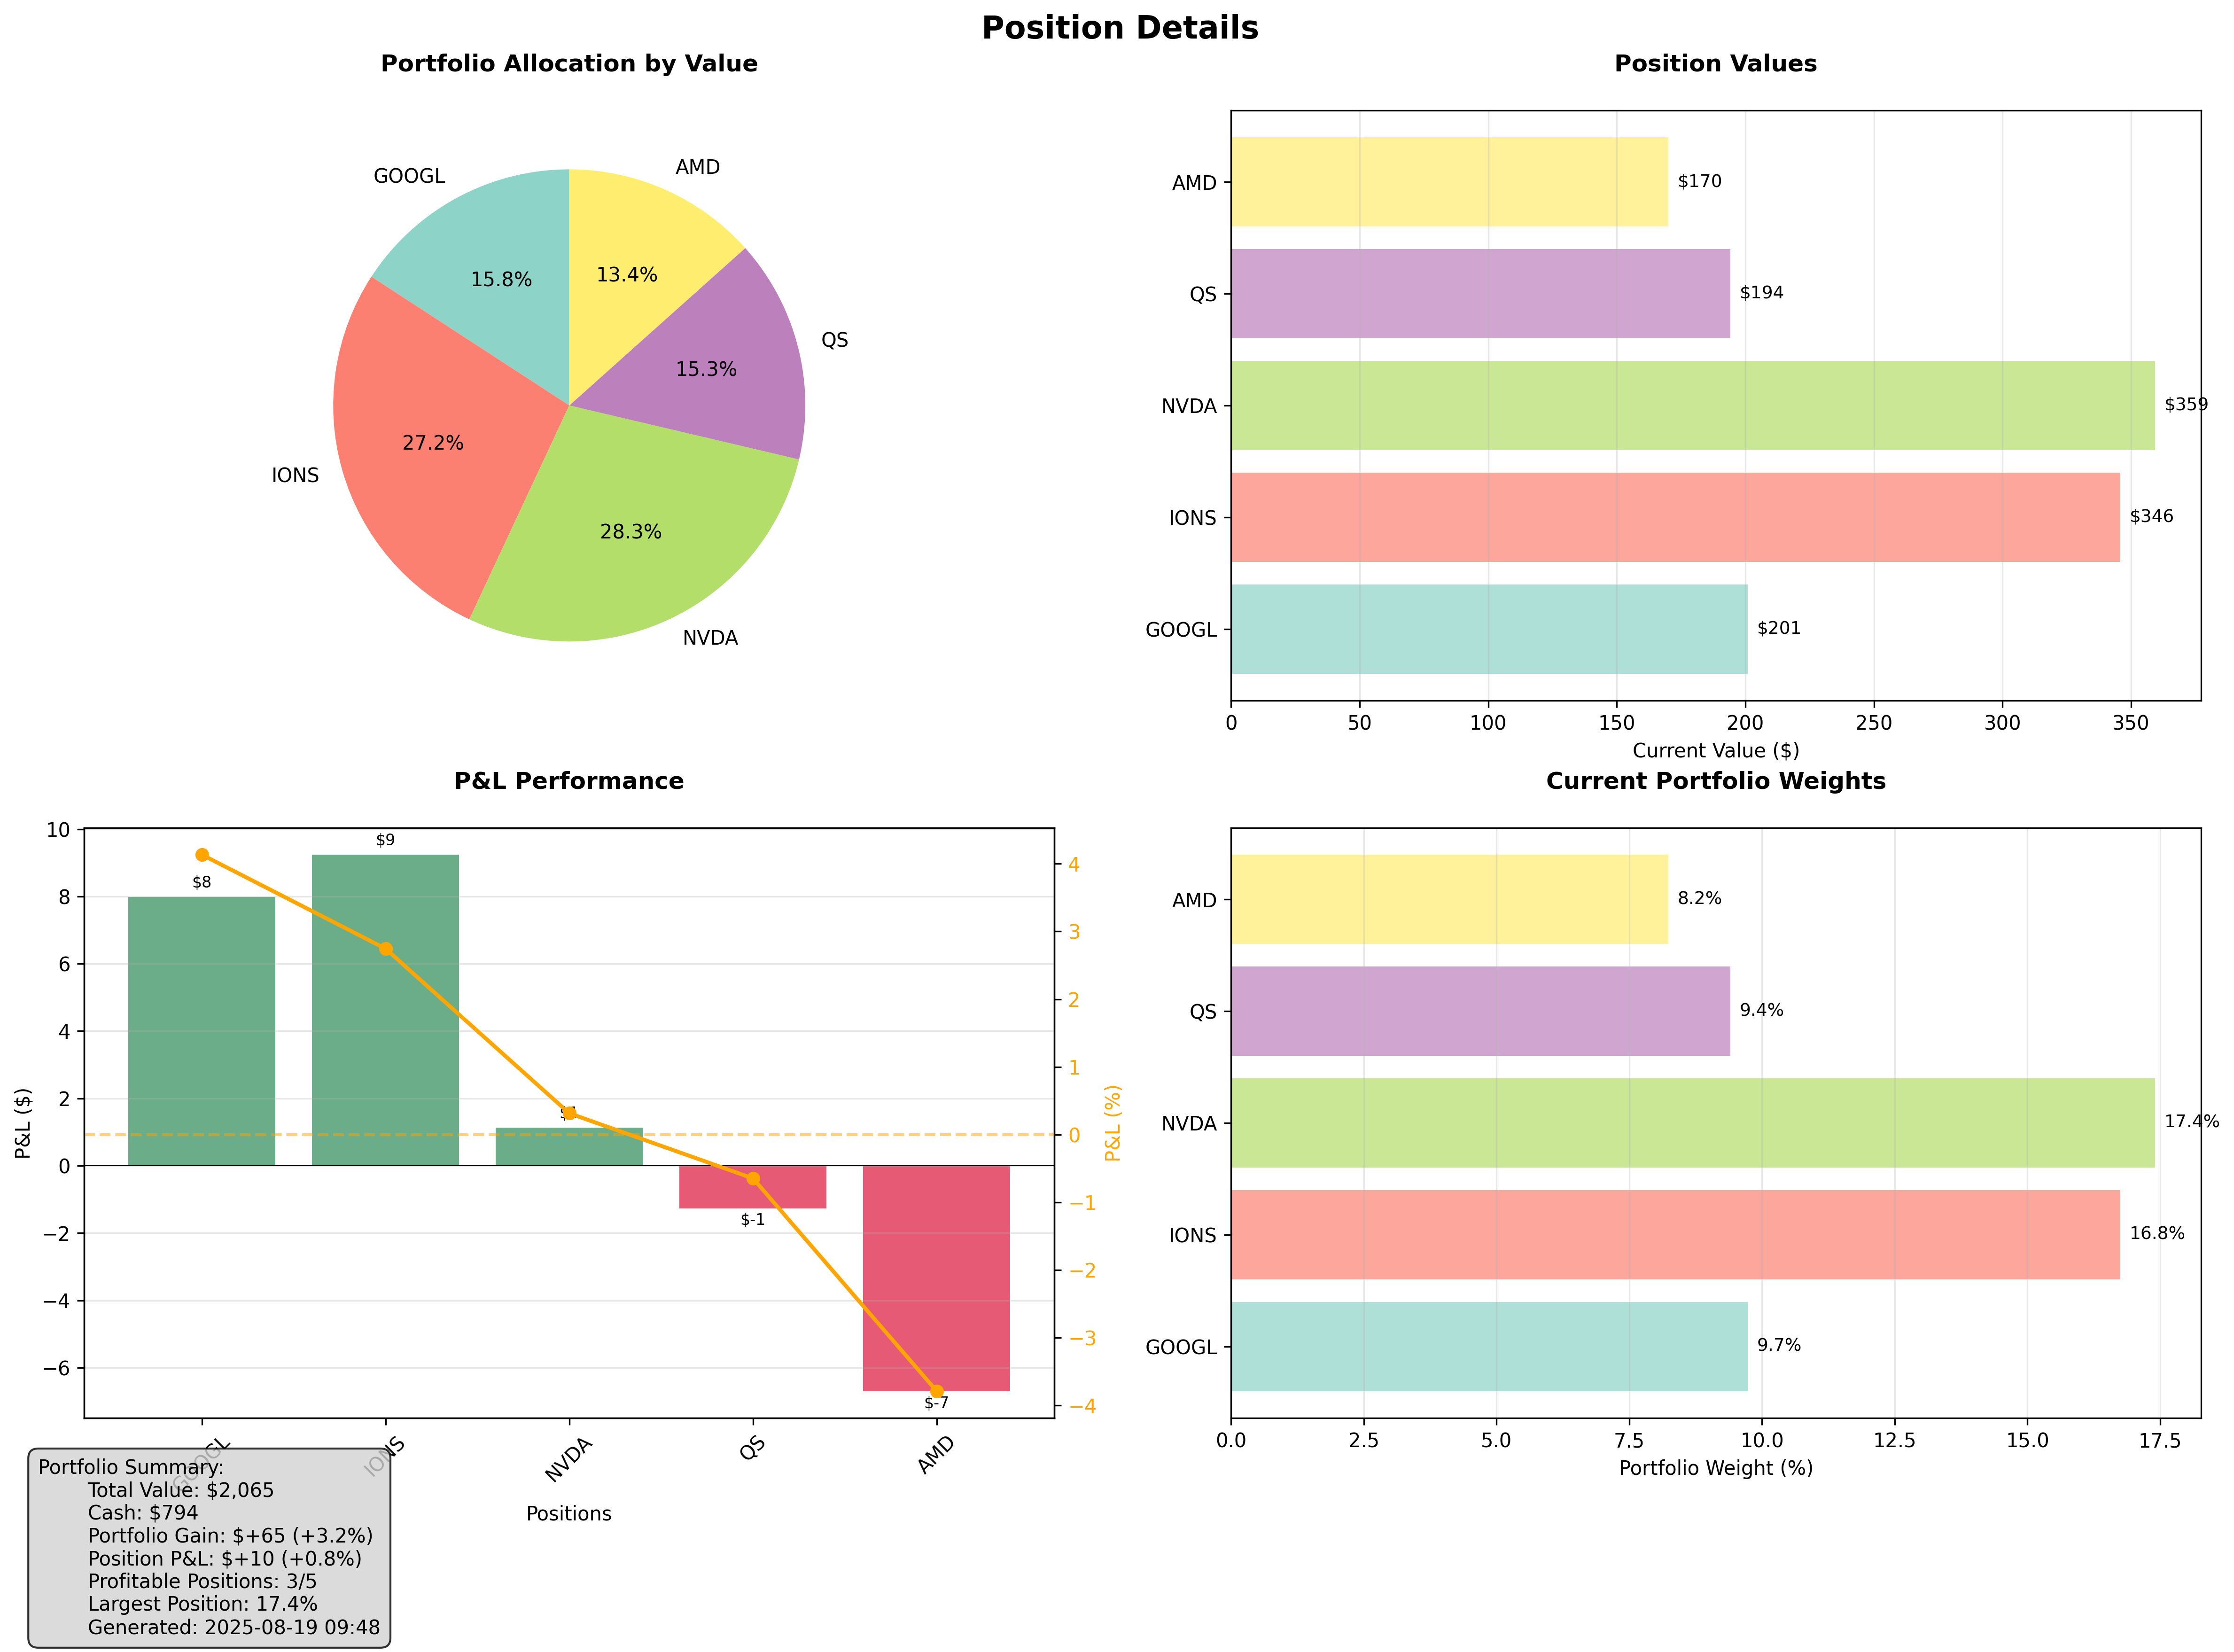 Position Details
Portfolio Allocation by Value
GOOGL
AMD
15.8%
13.4%
QS
15.3%
27.2%
IONS
28.3%
NVDA
Position Values
AMD
$170
QS
$194
NVDA
$359
IONS
$346
GOOGL
$201
0 50 100 150 200 250 300 350
Current Value ($)
P&L Performance
P&L ($)
10
8
6
4
2
0
−2
−4
−6
$8
$9
$-1
$-7
4
3
2
1
0
−1
−2
−3
−4
P&L (%)
GOOGL IONS NVDA QS AMD
Positions
Current Portfolio Weights
AMD
8.2%
QS
9.4%
NVDA
17.4%
IONS
16.8%
GOOGL
9.7%
0.0 2.5 5.0 7.5 10.0 12.5 15.0 17.5
Portfolio Weight (%)
Portfolio Summary:
Total Value: $2,065
Cash: $794
Portfolio Gain: $+65 (+3.2%)
Position P&L: $+10 (+0.8%)
Profitable Positions: 3/5
Largest Position: 17.4%
Generated: 2025-08-19 09:48